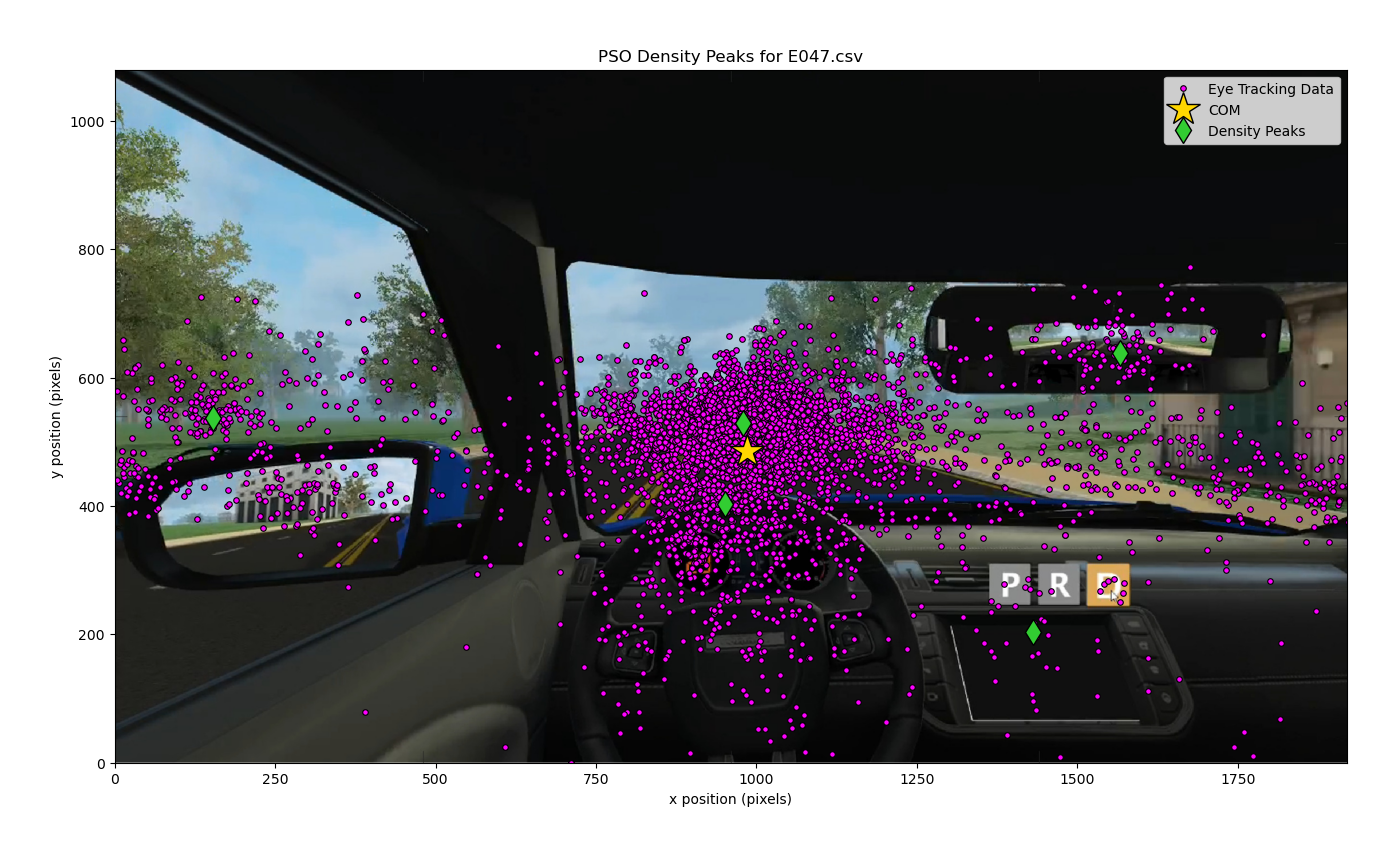 PSO Density Peaks for E047.csv
Eye Tracking Data
COM
Density Peaks
y position (pixels)
1000
800
600
400
200
0
P R D
0 250 500 750 1000 1250 1500 1750
x position (pixels)